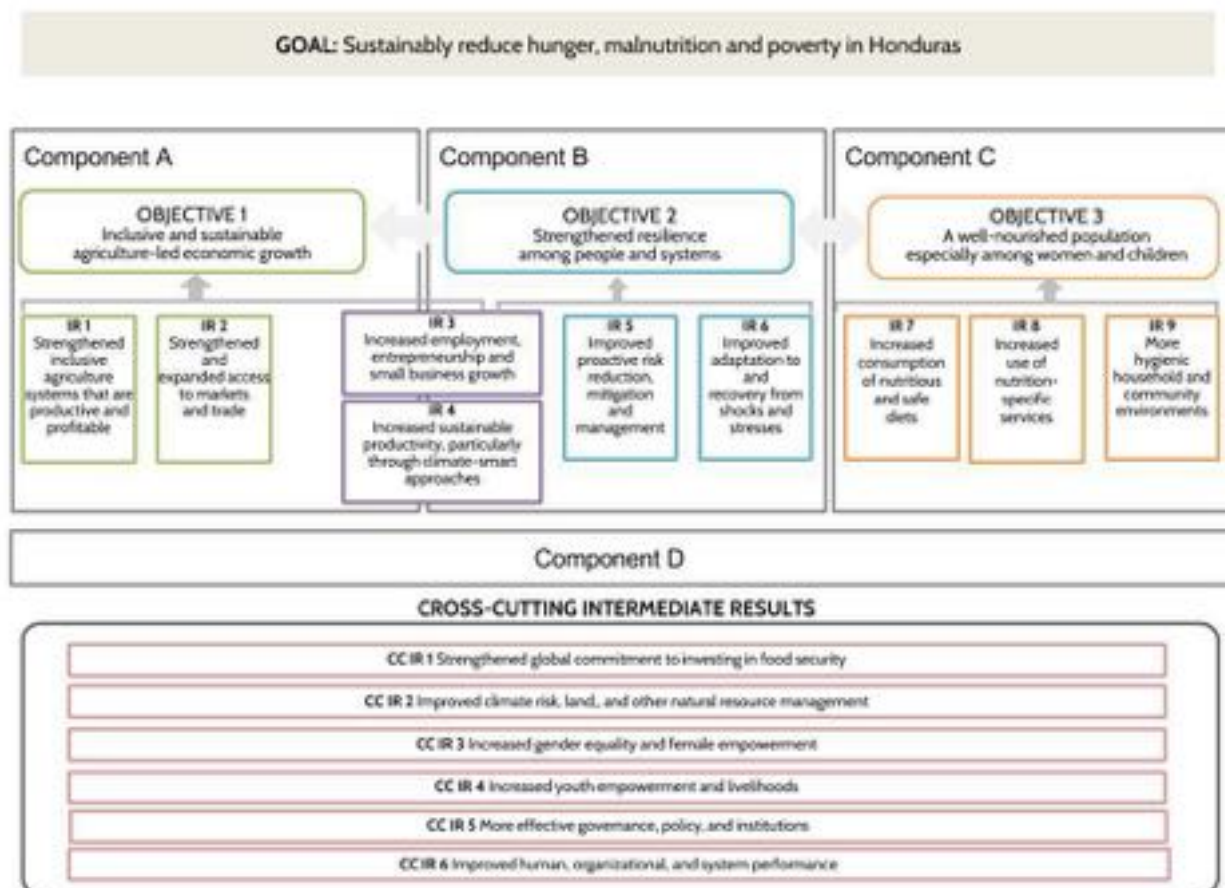 GOAL: Sustainably reduce hunger, malnutrition and poverty in Honduras
Component A
OBJECTIVE 1
Inclusive and sustainable
agriculture-led economic growth
IR 1
Strengthened
inclusive
agriculture
systems that are
productive and
profitable
IR 2
Strengthened
and
expanded access
to markets
and trade
IR 3
Increased employment,
entrepreneurship and
small business growth
IR 4
Increased sustainable
productivity, particularly
through climate-smart
approaches
Component B
OBJECTIVE 2
Strengthened resilience
among people and systems
IR 5
Improved
proactive risk
reduction,
mitigation
and
management
IR 6
Improved
adaptation to
and
recovery from
shocks and
stresses
Component C
OBJECTIVE 3
A well-nourished population
especially among women and children
IR 7
Increased
consumption
of nutritious
and safe
diets
IR 8
Increased
use of
nutrition-
specific
services
IR 9
More
hygienic
household and
community
environments
Component D
CROSS-CUTTING INTERMEDIATE RESULTS
CC IR 1 Strengthened global commitment to investing in food security
CC IR 2 Improved climate risk, land, and other natural resource management
CC IR 3 Increased gender equality and female empowerment
CC IR 4 Increased youth empowerment and livelihoods
CC IR 5 More effective governance, policy, and institutions
CC IR 6 Improved human, organizational, and system performance